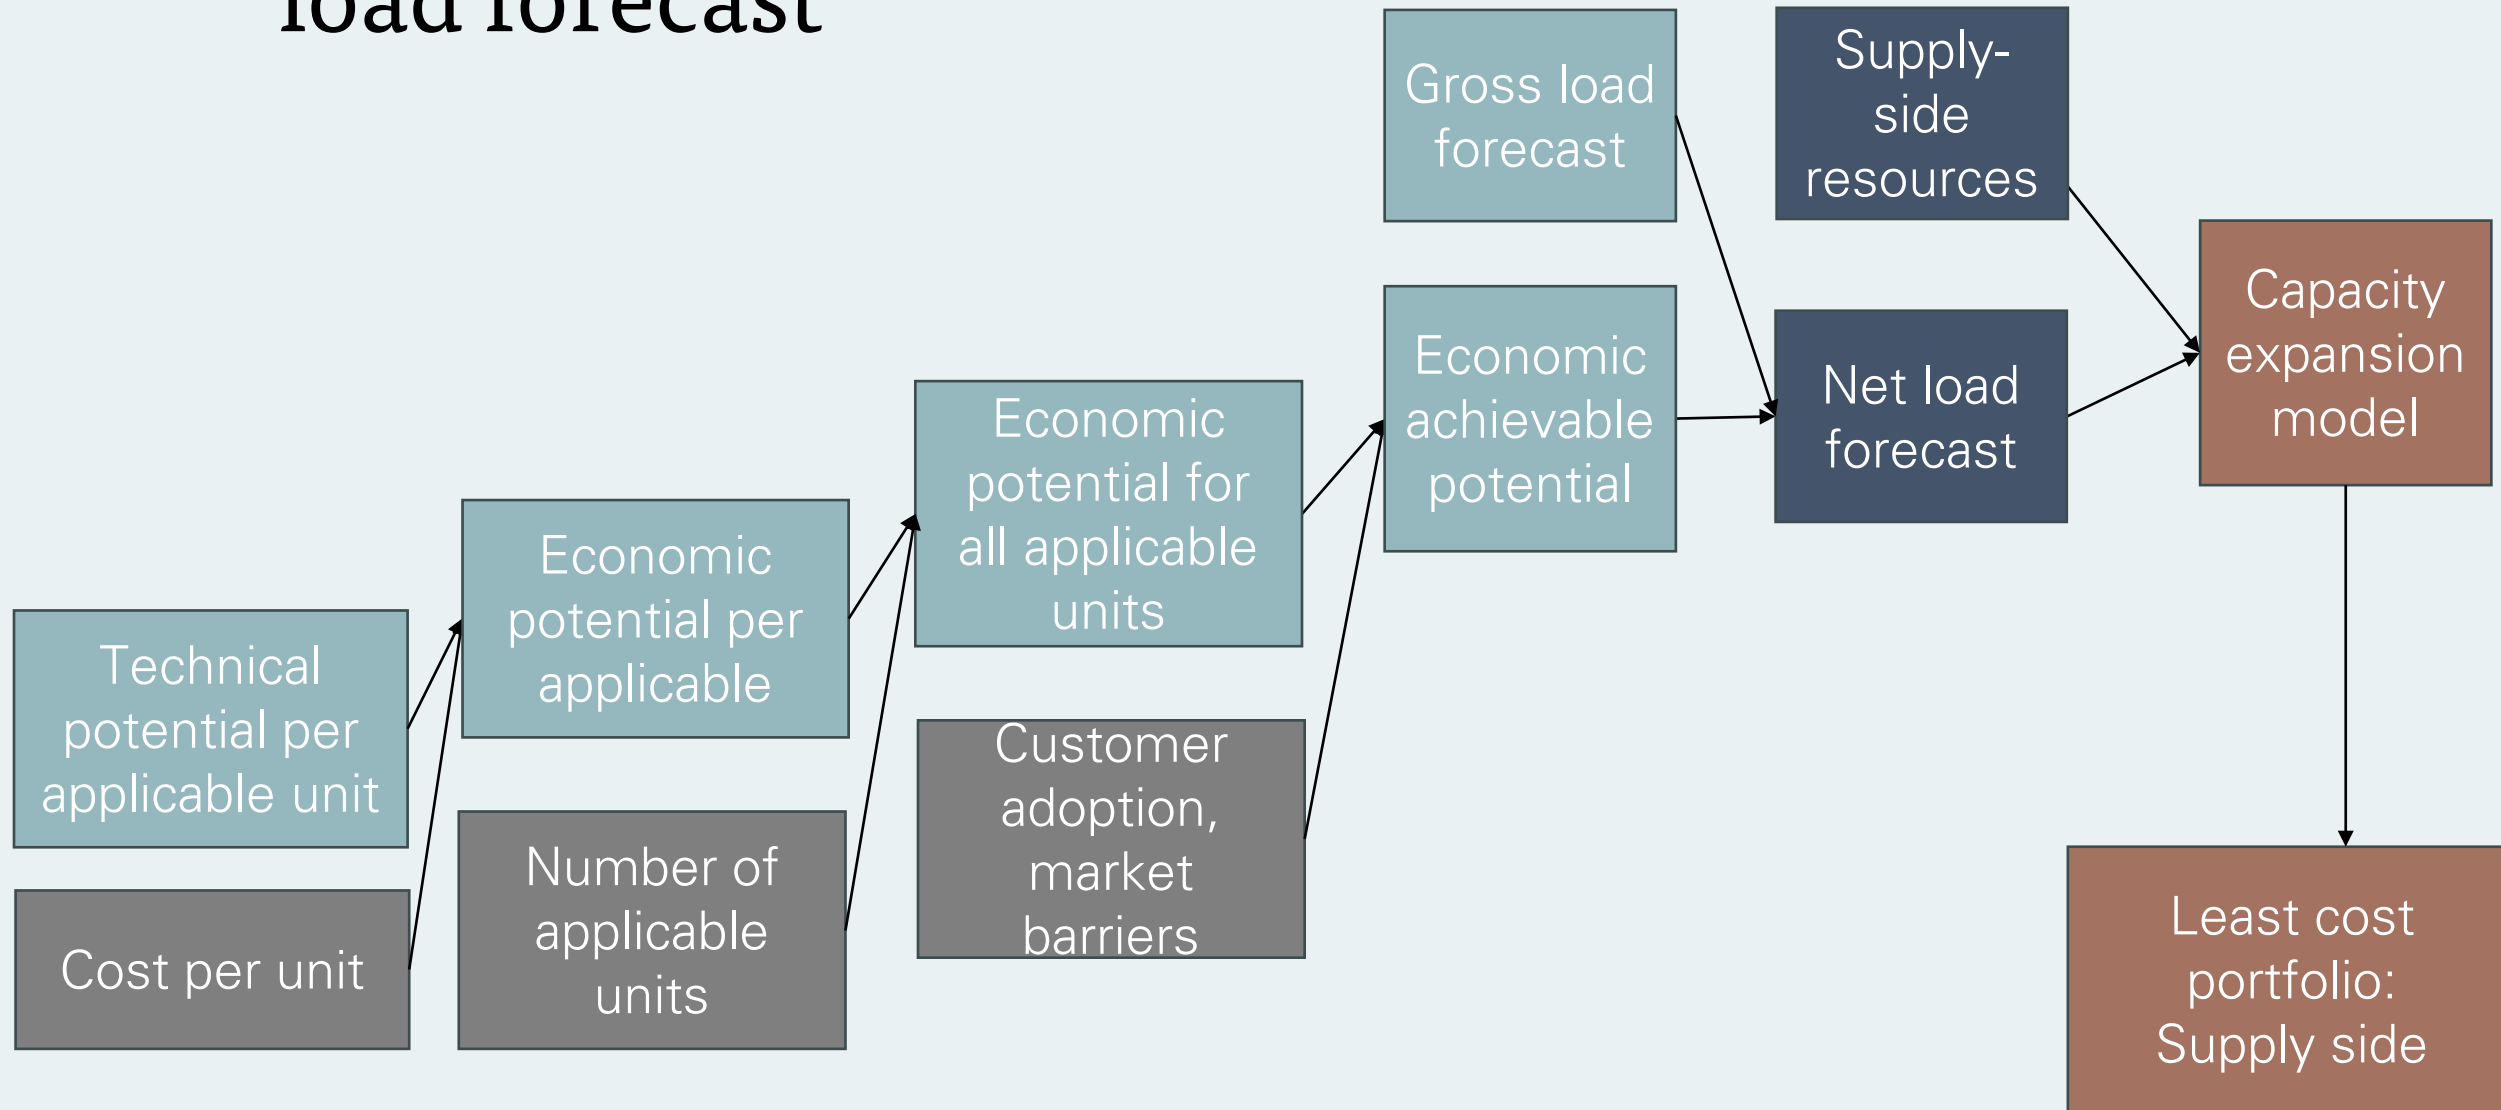 load forecast
Gross load
forecast
Supply-
side
resources
Capacity
expansion
model
Economic
achievable
potential
Net load
forecast
Economic
potential for
all applicable
units
Economic
potential per
applicable
Technical
potential per
applicable unit
Customer
adoption,
market
barriers
Number of
applicable
units
Cost per unit
Least cost
portfolio:
Supply side